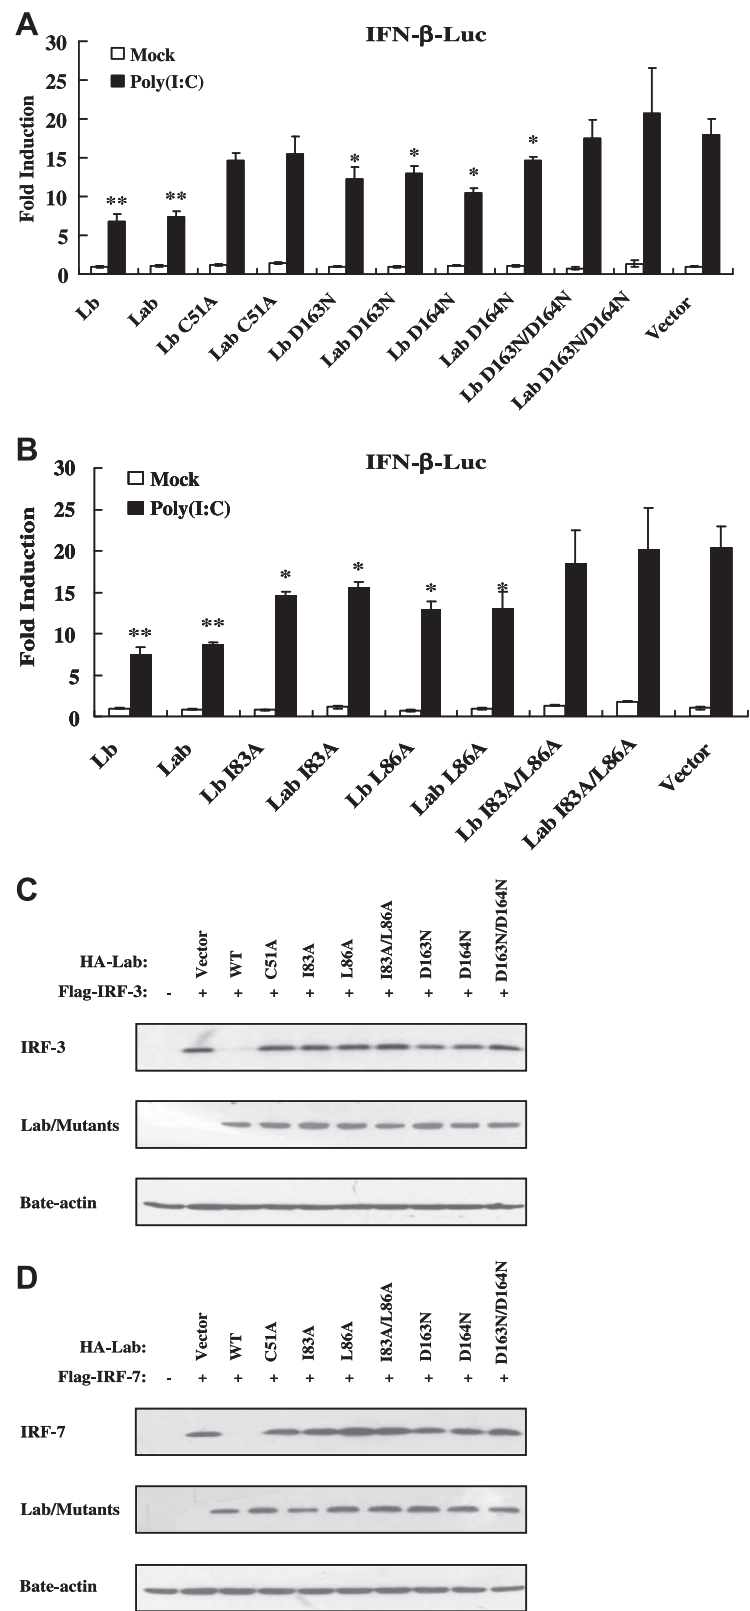 A
IFN-β-Luc
Mock
Poly(I:C)
Fold Induction
30
25
20
15
10
5
0
** ** * * * *
Lb
Lab
Lb C51A
Lab C51A
Lb D163N
Lab D163N
Lb D164N
Lab D164N
Lb D163N/D164N
Lab D163N/D164N
Vector
B
IFN-β-Luc
Mock
Poly(I:C)
Fold Induction
30
25
20
15
10
5
0
** ** * * * *
Lb
Lab
Lb I83A
Lab I83A
Lb L86A
Lab L86A
Lb I83A/L86A
Lab I83A/L86A
Vector
C
HA-Lab:
Vector
WT
C51A
I83A
L86A
I83A/L86A
D163N
D164N
D163N/D164N
Flag-IRF-3: - + + + + + + + + +
IRF-3
Lab/Mutants
Bate-actin
D
HA-Lab:
Vector
WT
C51A
I83A
L86A
I83A/L86A
D163N
D164N
D163N/D164N
Flag-IRF-7: - + + + + + + + + +
IRF-7
Lab/Mutants
Bate-actin